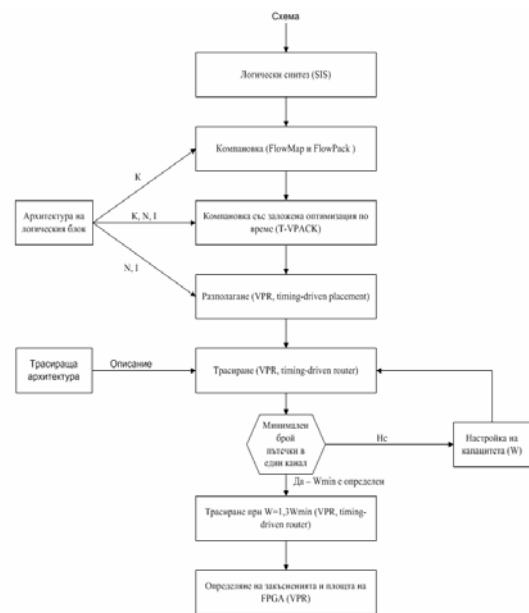 Схема
Логически синтез (SIS)
Компановка (FlowMap и FlowPack )
K
Архитектура на
логическия блок
K, N, I
Компановка със заложена оптимизация по
време (T-VPACK)
N, I
Разполагане (VPR, timing-driven placement)
Трасираща
архитектура
Описание
Трасиране (VPR, timing-driven router)
Минимален
брой
пътечки в
един канал
Не
Настройка на
капацитета (W)
Да – Wmin е определен
Трасиране при W=1,3Wmin (VPR, timing-
driven router)
Определяне на закъсненията и площта на
FPGA (VPR)